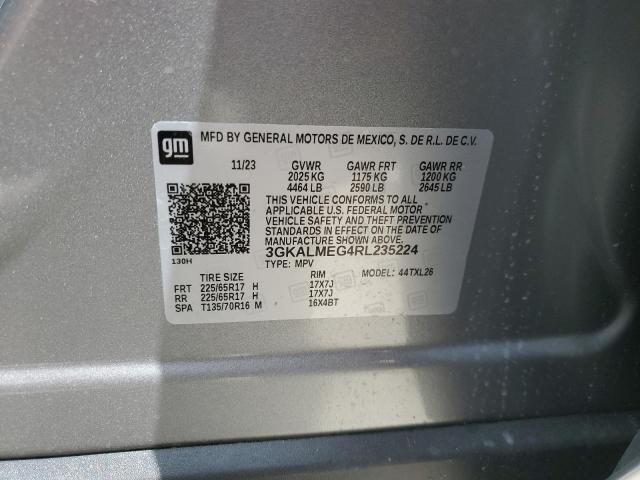 gm
MFD BY GENERAL MOTORS DE MEXICO, S. DE R.L. DE C.V.
11/23 GVWR GAWR FRT GAWR RR
2025 KG 1175 KG 1200 KG
4464 LB 2590 LB 2645 LB
THIS VEHICLE CONFORMS TO ALL
APPLICABLE U.S. FEDERAL MOTOR
VEHICLE SAFETY AND THEFT PREVENTION
STANDARDS IN EFFECT ON THE DATE OF
MANUFACTURE SHOWN ABOVE.
3GKALMEG4RL235224
130H
TYPE: MPV
TIRE SIZE RIM MODEL: 44TXL26
FRT 225/65R17 H 17X7J
RR 225/65R17 H 17X7J
SPA T135/70R16 M 16X4BT